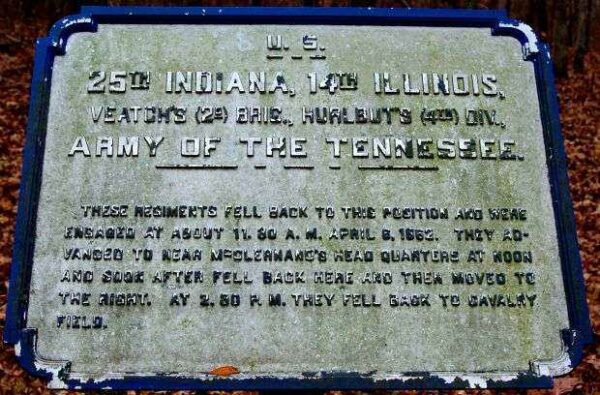 U. S.
25TH INDIANA, 14TH ILLINOIS,
VEATCH'S (2D) BRIG., HURLBUT'S (4TH) DIV.,
ARMY OF THE TENNESSEE.
THESE REGIMENTS FELL BACK TO THIS POSITION AND WERE
ENGAGED AT ABOUT 11.30 A. M. APRIL 6, 1862. THEY AD-
VANCED TO NEAR McCLERNAND'S HEAD QUARTERS AT NOON
AND SOON AFTER FELL BACK HERE AND THEN MOVED TO
THE RIGHT. AT 2.30 P. M. THEY FELL BACK TO CAVALRY
FIELD.